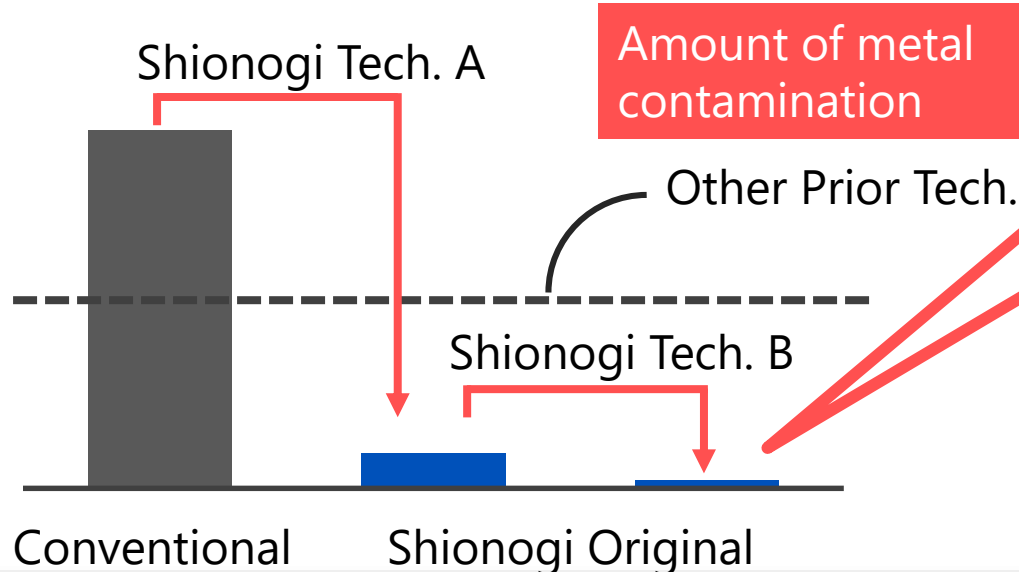 Shionogi Tech. A
Amount of metal
contamination
Other Prior Tech.
Shionogi Tech. B
Conventional
Shionogi Original